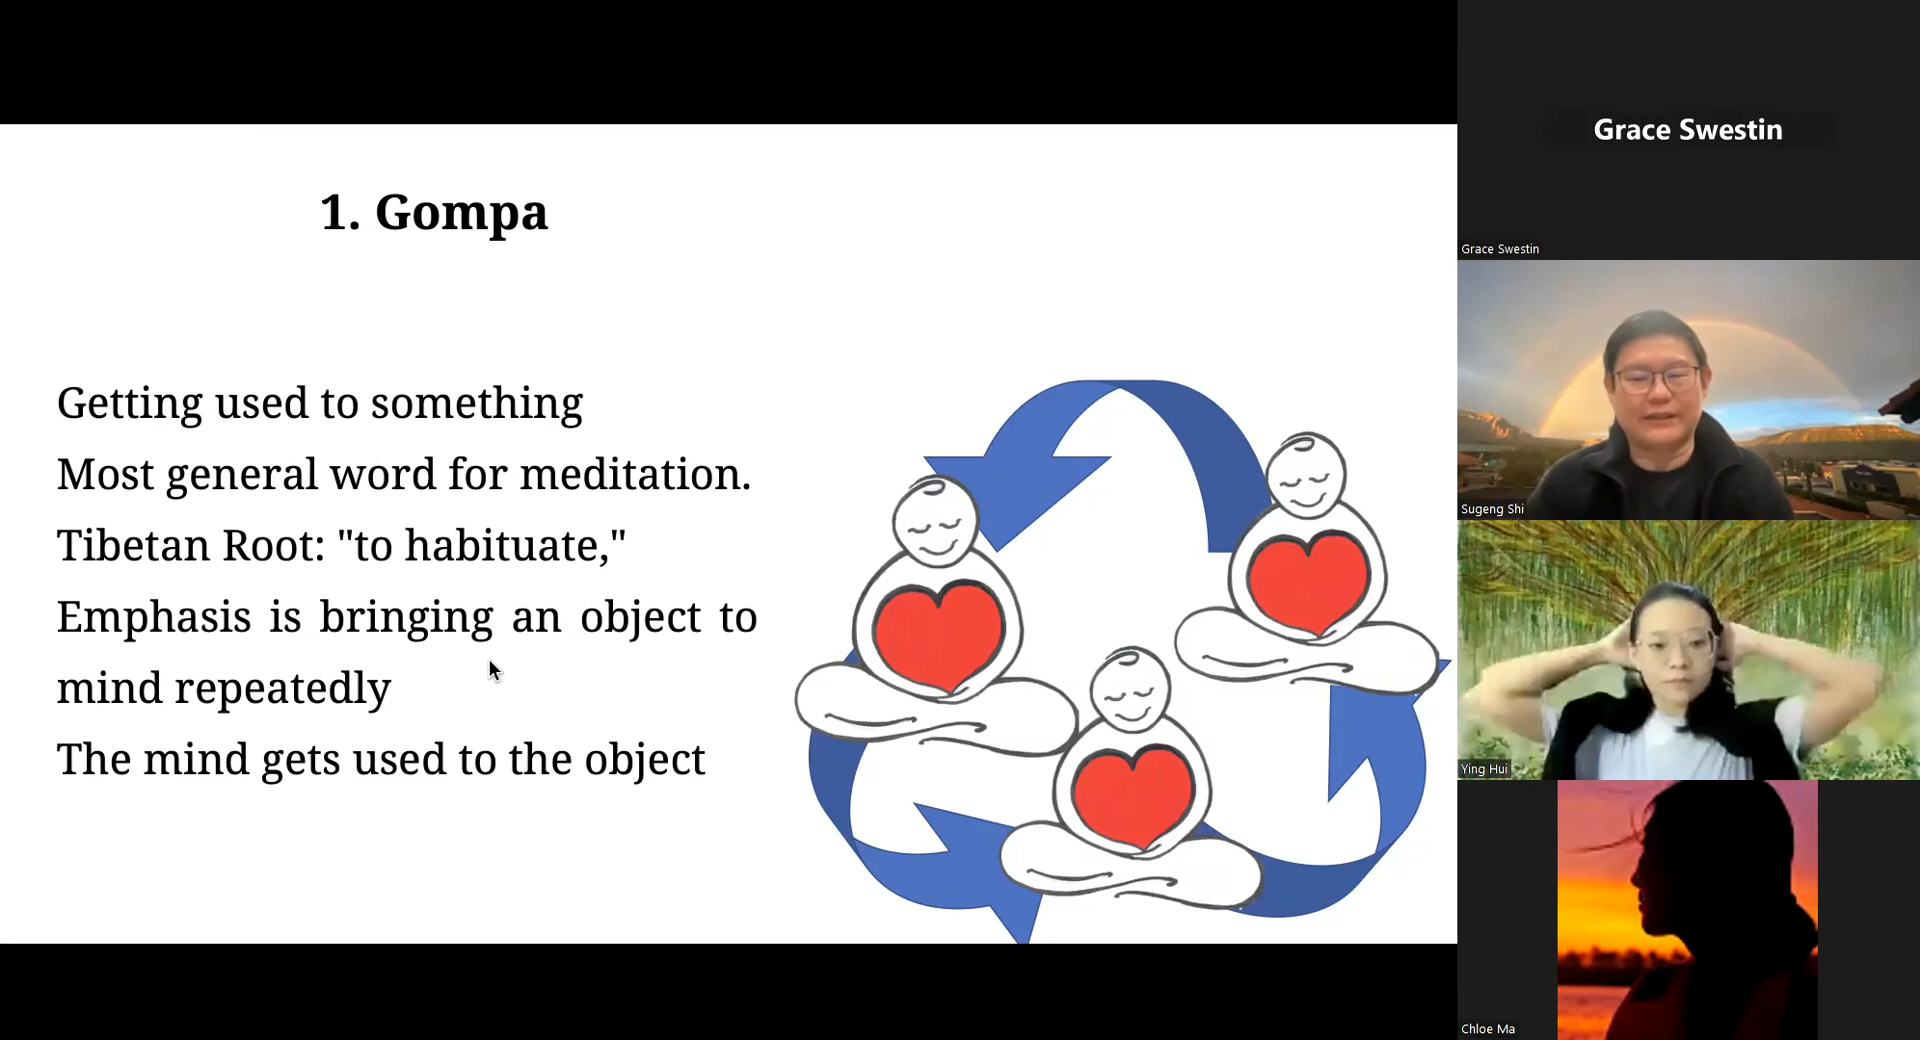 1. Gompa
Getting used to something
Most general word for meditation.
Tibetan Root: "to habituate,"
Emphasis is bringing an object to
mind repeatedly
The mind gets used to the object
Grace Swestin
Grace Swestin
Sugeng Shi
Ying Hui
Chloe Ma